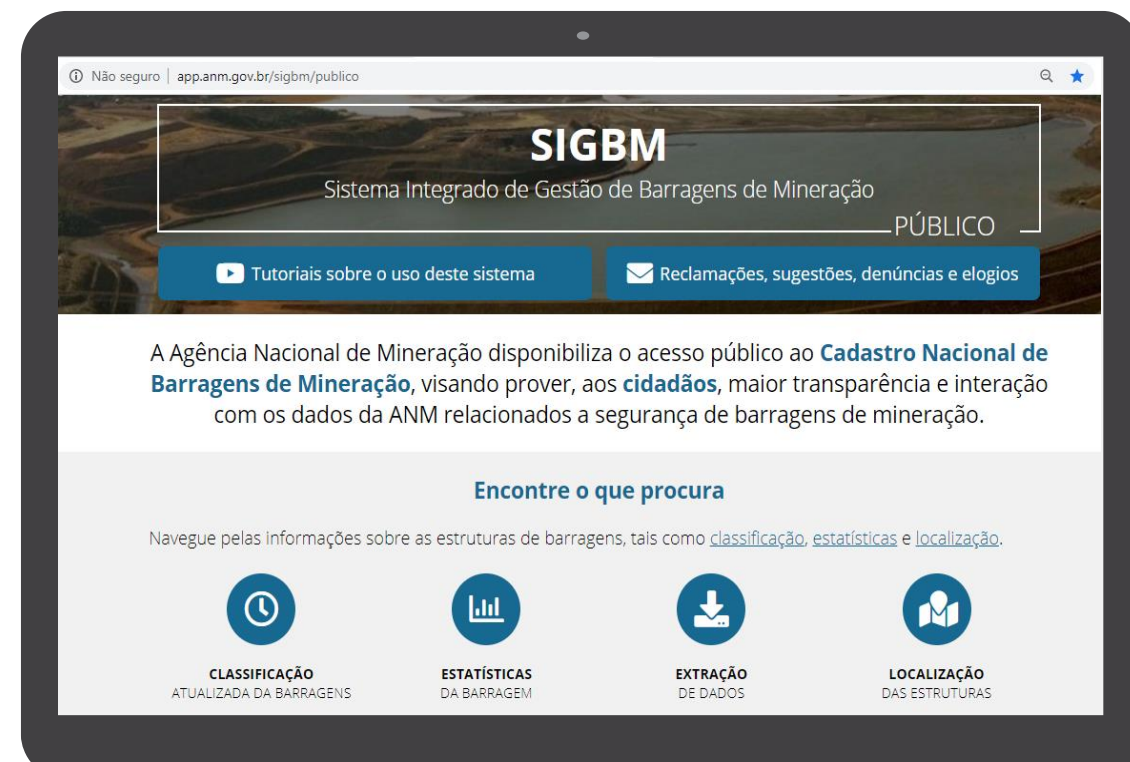 Não seguro | app.anm.gov.br/sigbm/publico
SIGBM
Sistema Integrado de Gestão de Barragens de Mineração
PÚBLICO
Tutoriais sobre o uso deste sistema
Reclamações, sugestões, denúncias e elogios
A Agência Nacional de Mineração disponibiliza o acesso público ao Cadastro Nacional de
Barragens de Mineração, visando prover, aos cidadãos, maior transparência e interação
com os dados da ANM relacionados a segurança de barragens de mineração.
Encontre o que procura
Navegue pelas informações sobre as estruturas de barragens, tais como classificação, estatísticas e localização.
CLASSIFICAÇÃO
ATUALIZADA DA BARRAGENS
ESTATÍSTICAS
DA BARRAGEM
EXTRAÇÃO
DE DADOS
LOCALIZAÇÃO
DAS ESTRUTURAS